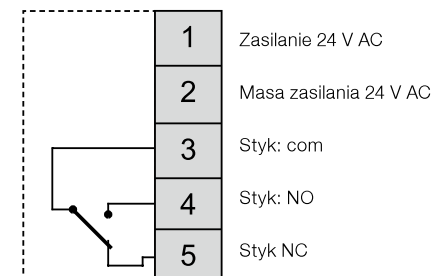 1 Zasilanie 24 V AC
2 Masa zasilania 24 V AC
3 Styk: com
4 Styk: NO
5 Styk NC